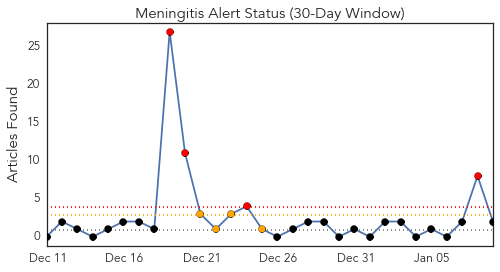 Meningitis Alert Status (30-Day Window)
Articles Found
25
20
15
10
5
0
Dec 11 Dec 16 Dec 21 Dec 26 Dec 31 Jan 05